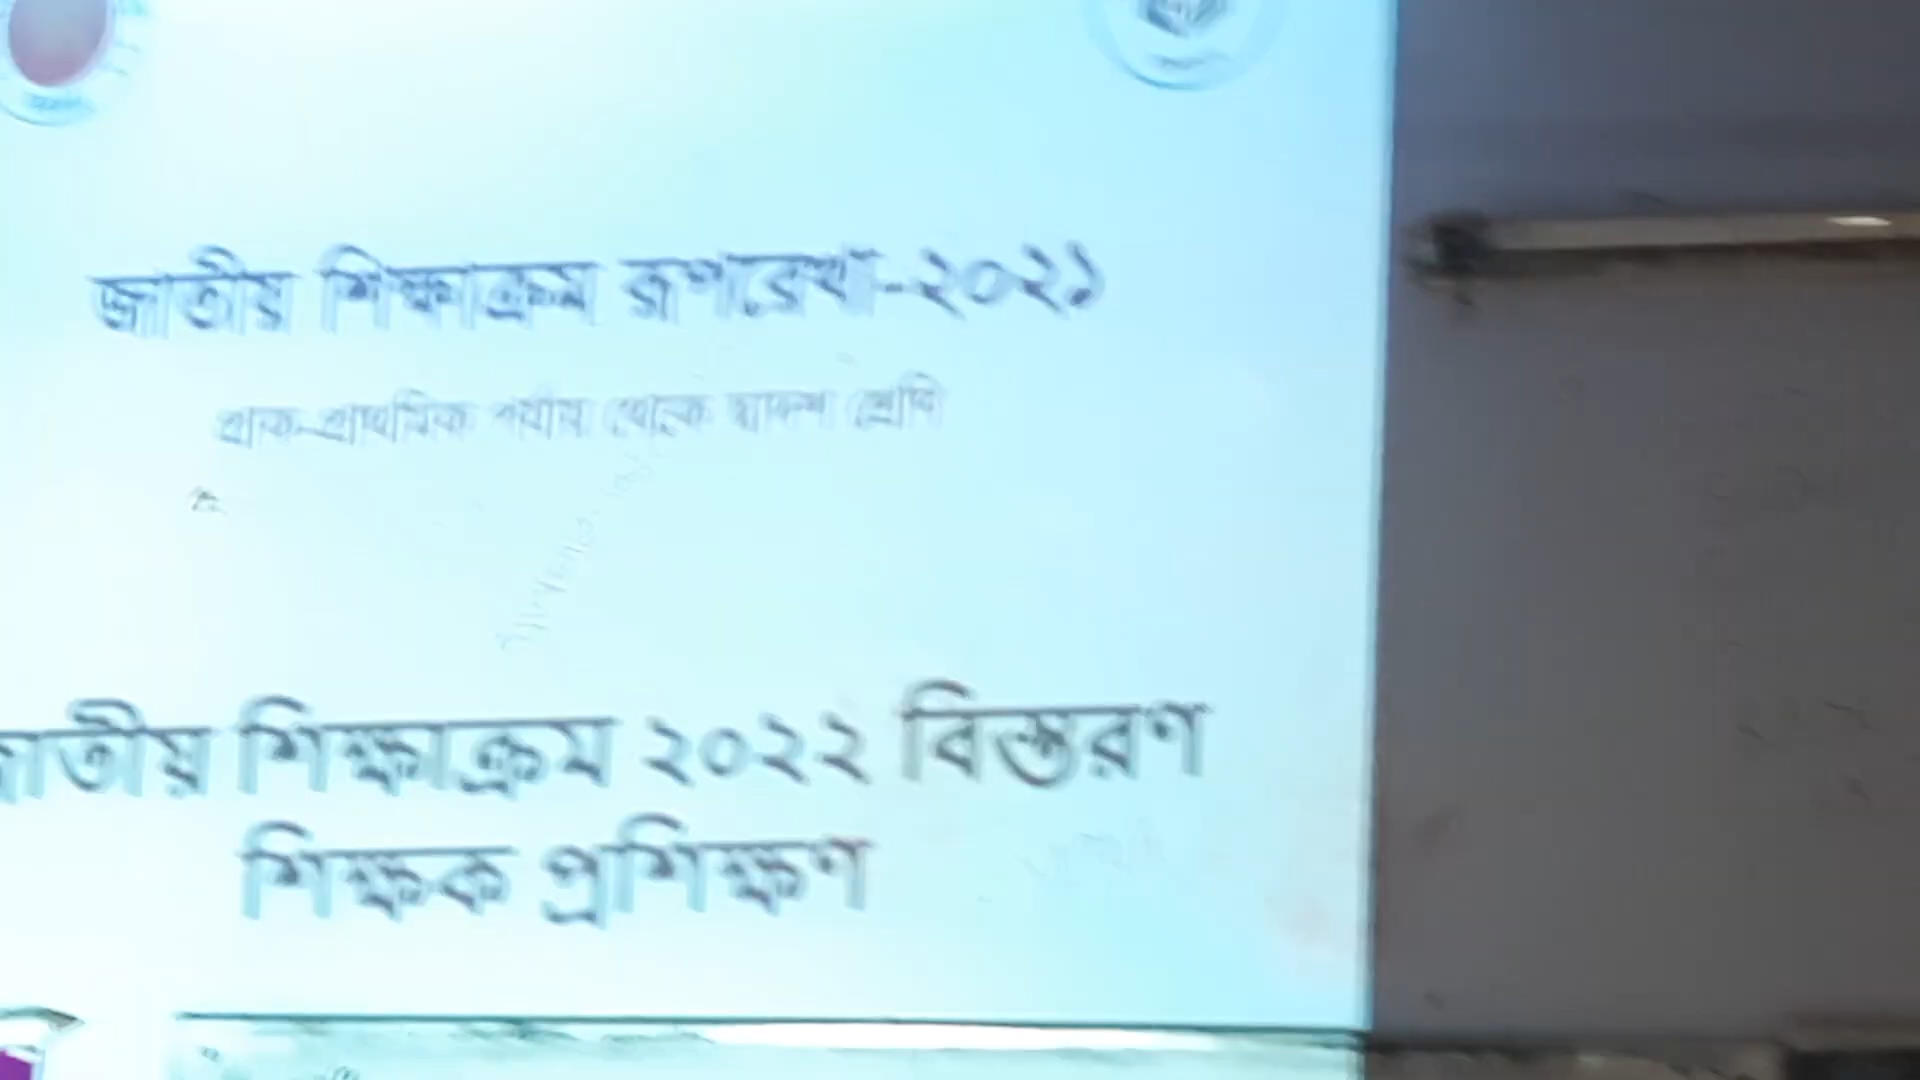 জাতীয় শিক্ষাক্রম রূপরেখা-২০২১
প্রাক-প্রাথমিক পর্যায় থেকে দ্বাদশ শ্রেণি
জাতীয় শিক্ষাক্রম ২০২২ বিস্তরণ
শিক্ষক প্রশিক্ষণ